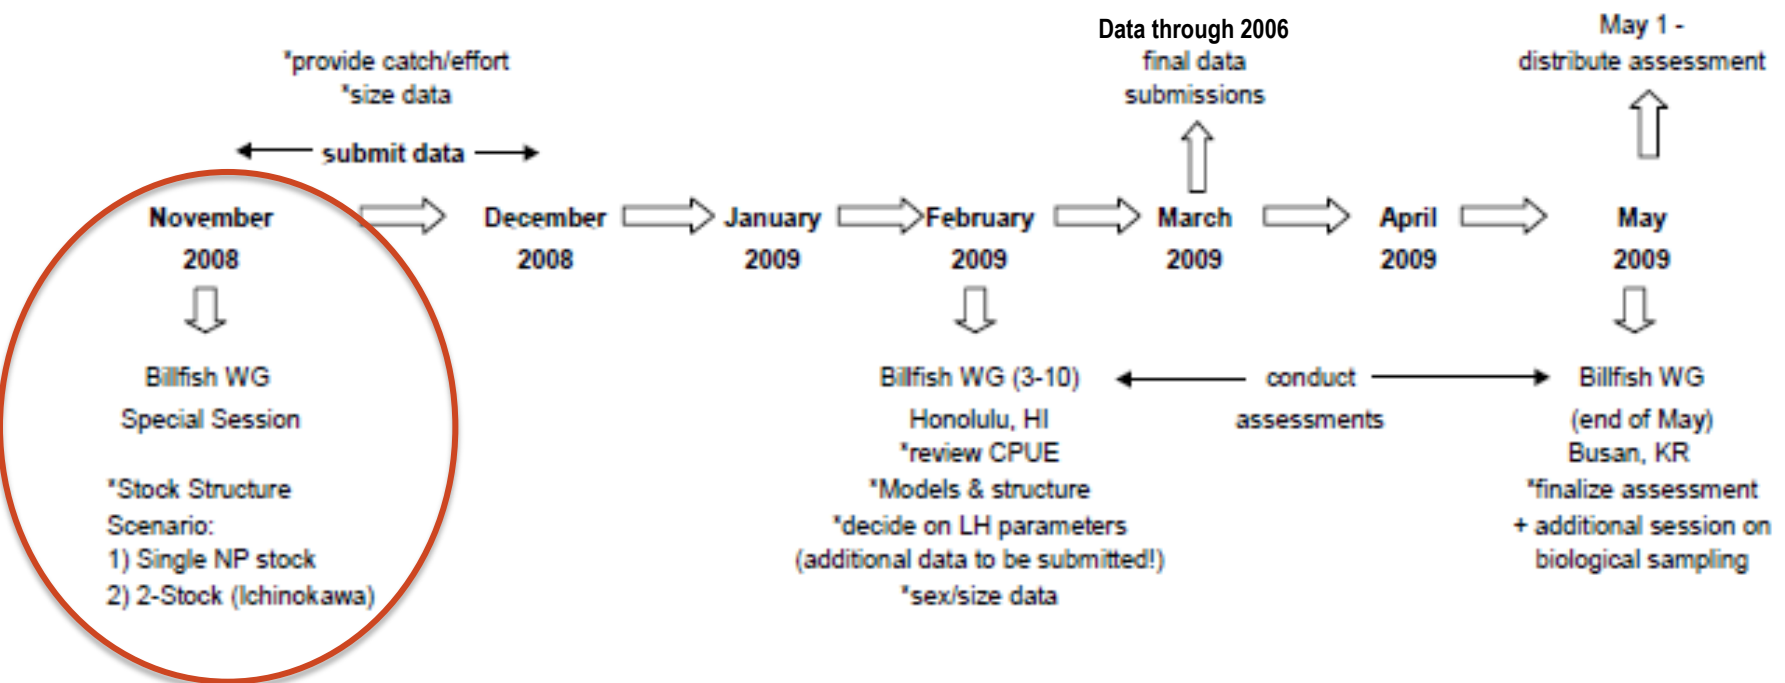 *provide catch/effort
*size data
submit data
Data through 2006
final data
submissions
May 1 -
distribute assessment
November
2008
December
2008
January
2009
February
2009
March
2009
April
2009
May
2009
Billfish WG
Special Session
*Stock Structure
Scenario:
1) Single NP stock
2) 2-Stock (Ichinokawa)
Billfish WG (3-10)
Honolulu, HI
*review CPUE
*Models & structure
*decide on LH parameters
(additional data to be submitted!)
*sex/size data
conduct
assessments
Billfish WG
(end of May)
Busan, KR
*finalize assessment
+ additional session on
biological sampling